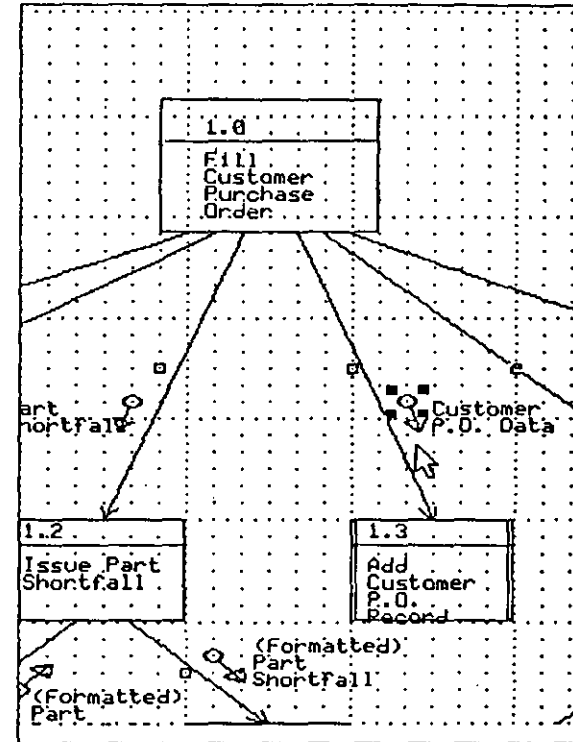 1.0
Fill
Customer
Purchase
Order
art
hortfall
Customer
P.O. Data
1.2
Issue Part
Shortfall
1.3
Add
Customer
P.O.
Record
(Formatted)
Part
Shortfall
(Formatted)
Part